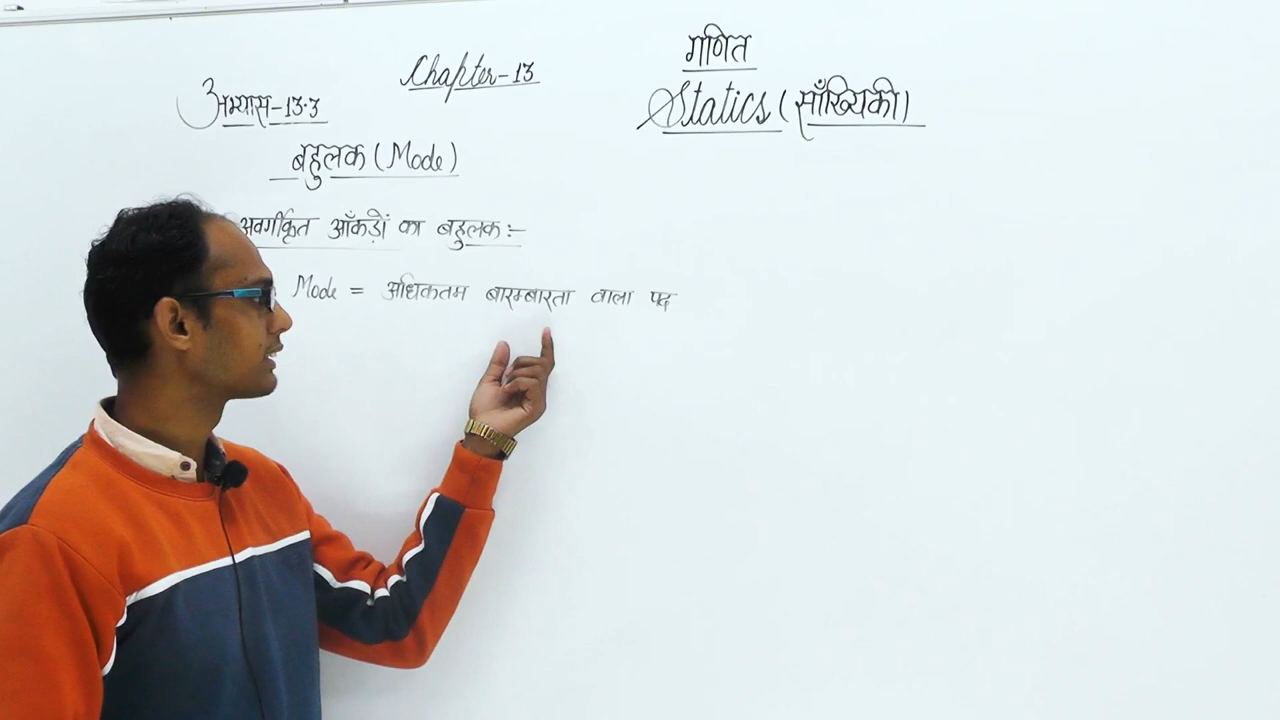 गणित
Chapter-13
Statics (साँख्यिकी)
अभ्यास-13.3
बहुलक (Mode)
अवर्गीकृत आँकड़ों का बहुलक :-
Mode = अधिकतम बारम्बारता वाला पद